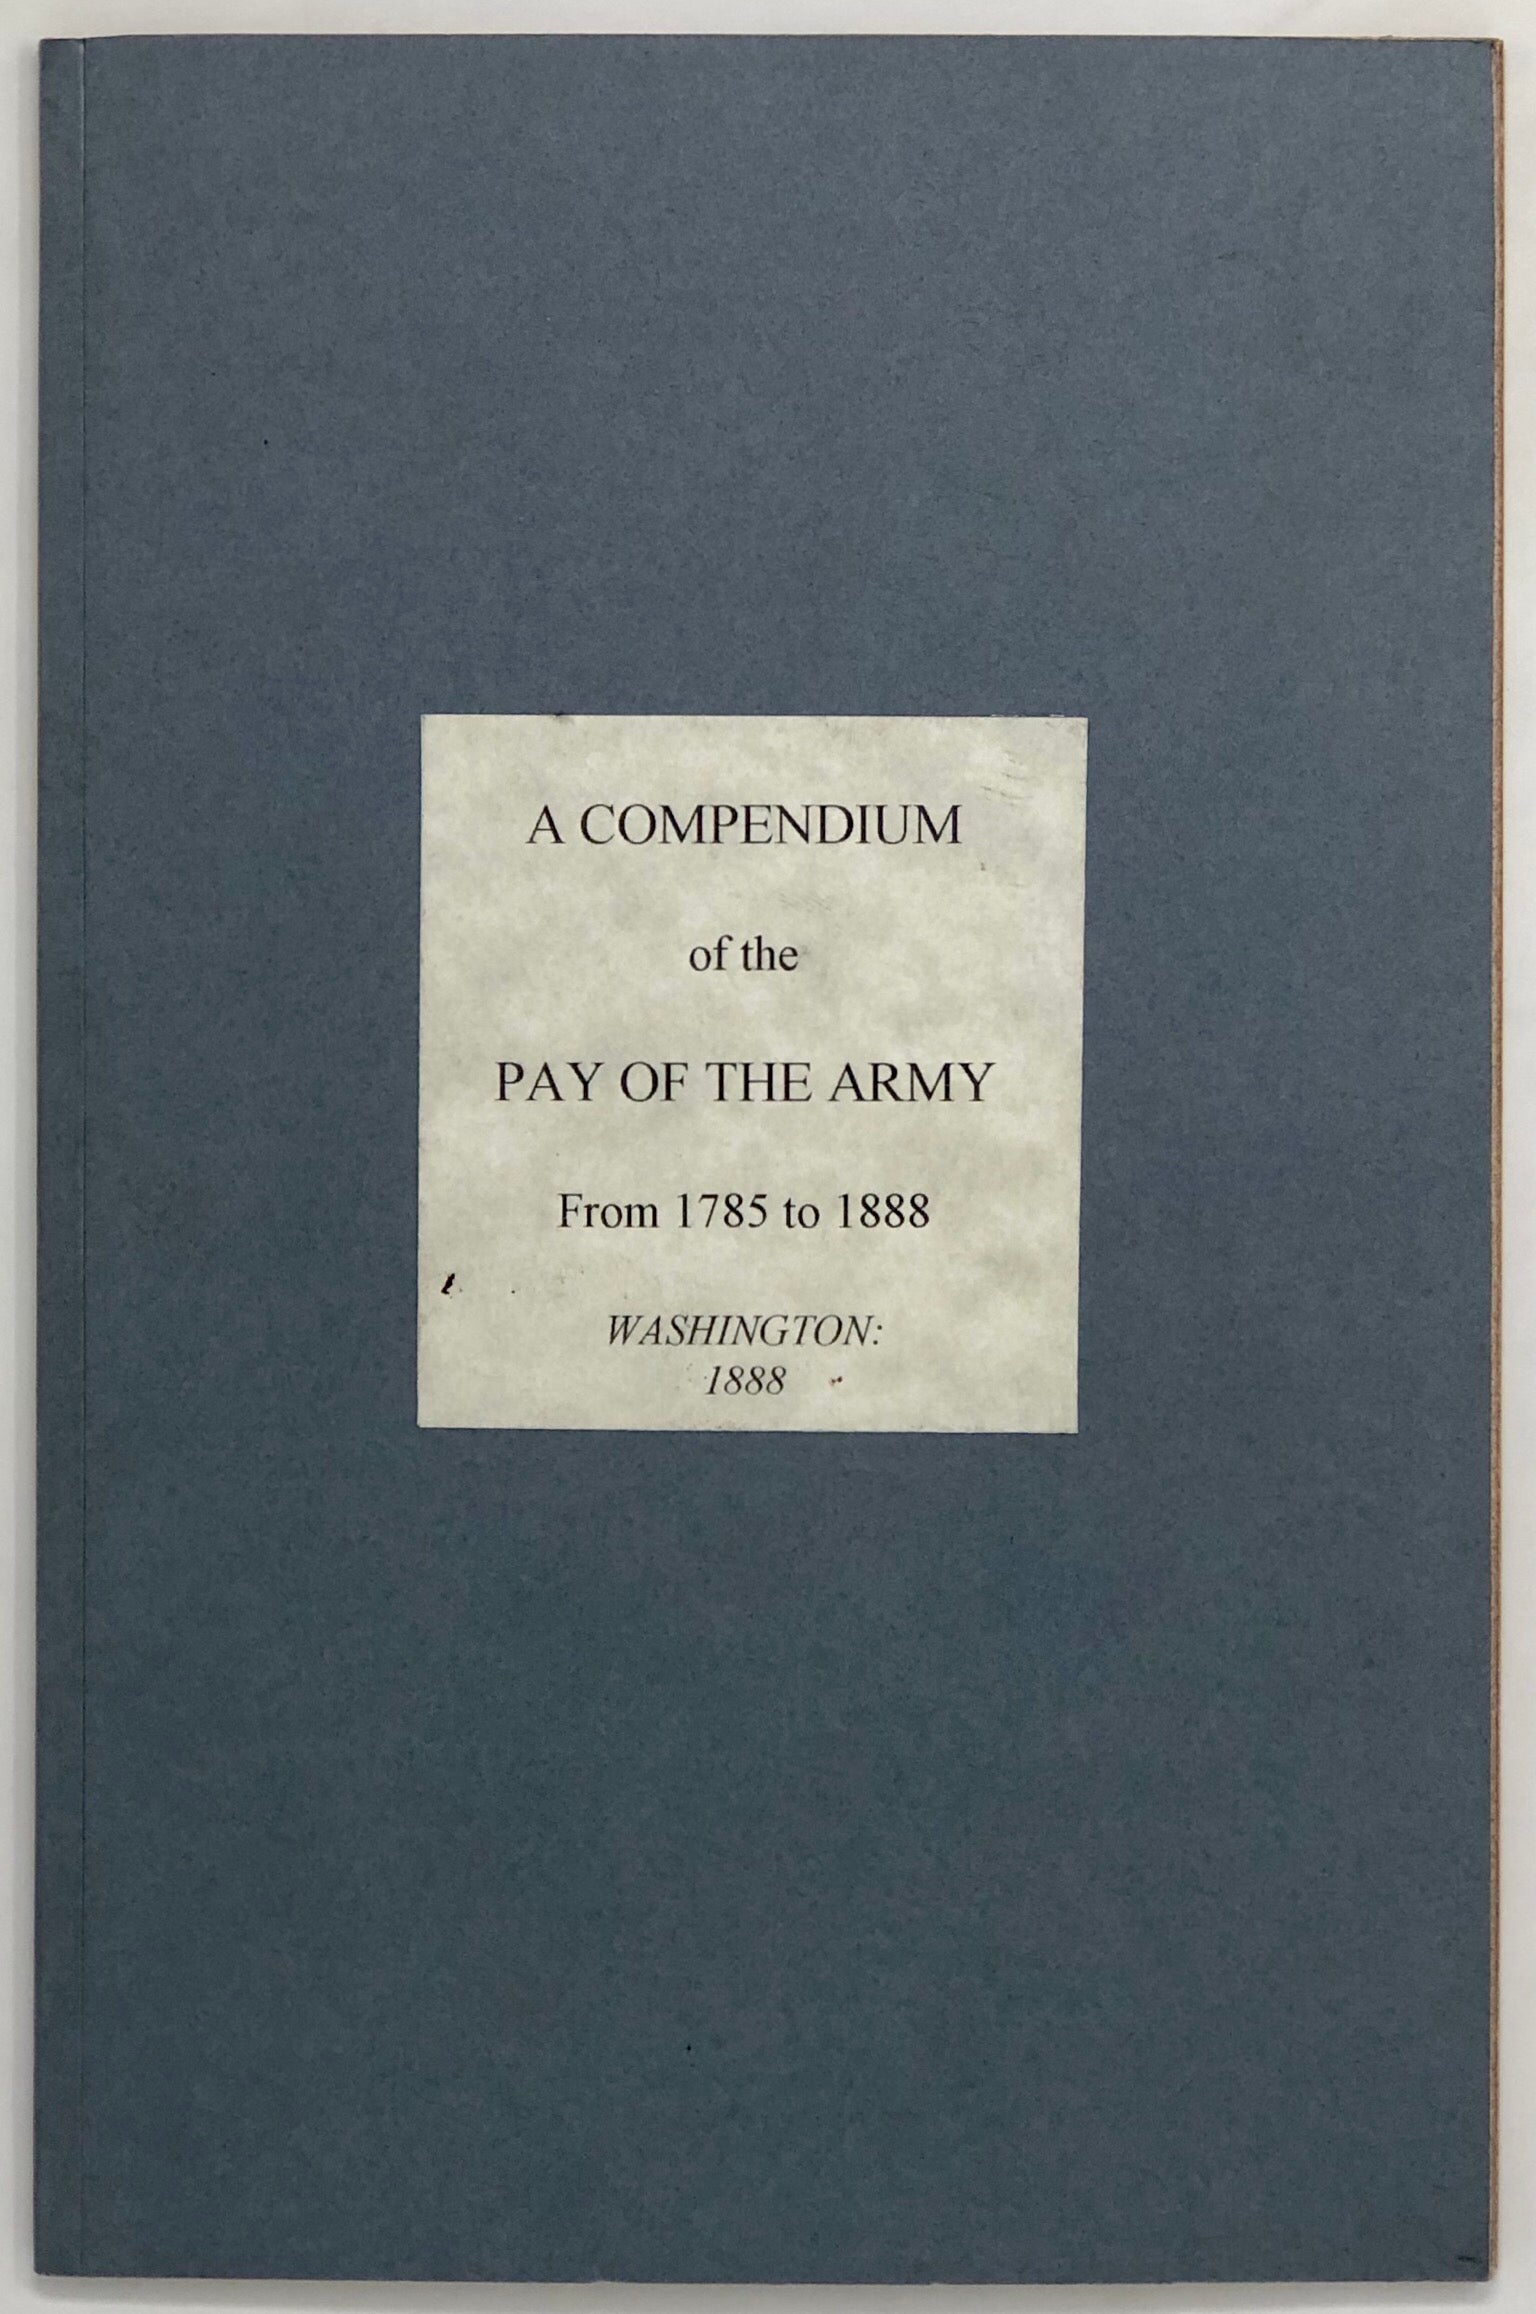 A COMPENDIUM
of the
PAY OF THE ARMY
From 1785 to 1888
WASHINGTON:
1888